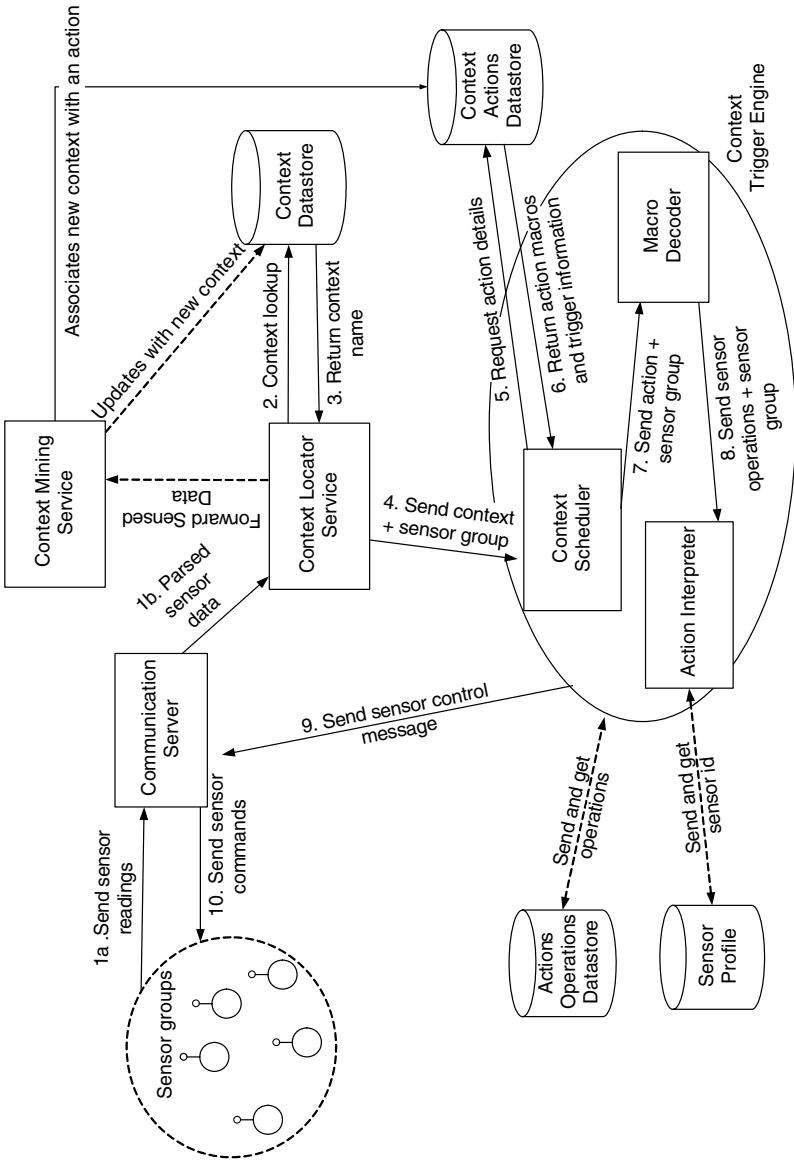 Sensor groups
1a .Send sensor
readings
10. Send sensor
commands
Communication
Server
1b. Parsed
sensor
data
Context Mining
Service
Forward Sensed
Data
Context Locator
Service
Updates with new context
Associates new context with an action
2. Context lookup
3. Return context
name
Context
Datastore
4. Send context
+ sensor group
Context
Actions
Datastore
5. Request action details
6. Return action macros
and trigger information
Context
Scheduler
7. Send action +
sensor group
Macro
Decoder
8. Send sensor
operations + sensor
group
Action Interpreter
Context
Trigger Engine
9. Send sensor control
message
Send and get
operations
Actions
Operations
Datastore
Send and get
sensor id
Sensor
Profile